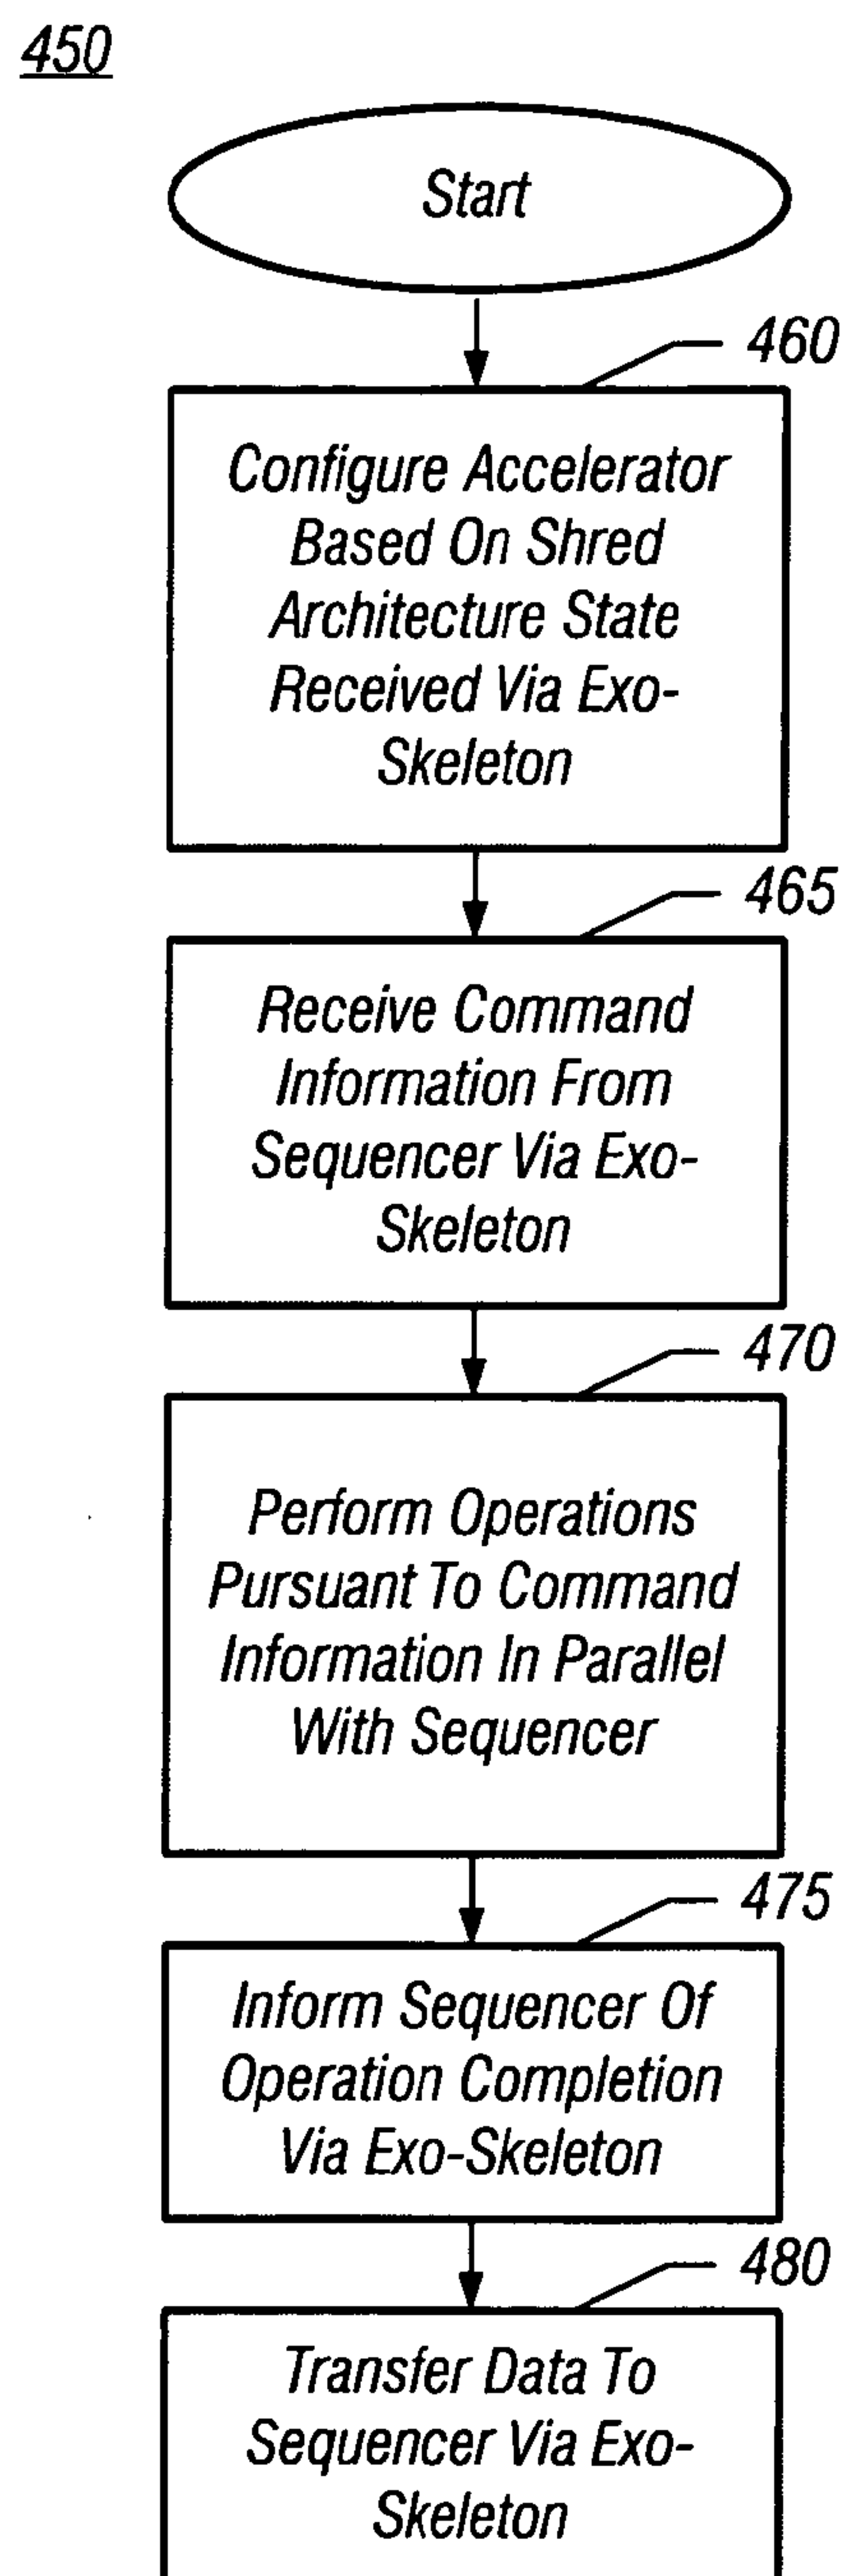 450
Start
460
Configure Accelerator
Based On Shred
Architecture State
Received Via Exo-
Skeleton
465
Receive Command
Information From
Sequencer Via Exo-
Skeleton
470
Perform Operations
Pursuant To Command
Information In Parallel
With Sequencer
475
Inform Sequencer Of
Operation Completion
Via Exo-Skeleton
480
Transfer Data To
Sequencer Via Exo-
Skeleton